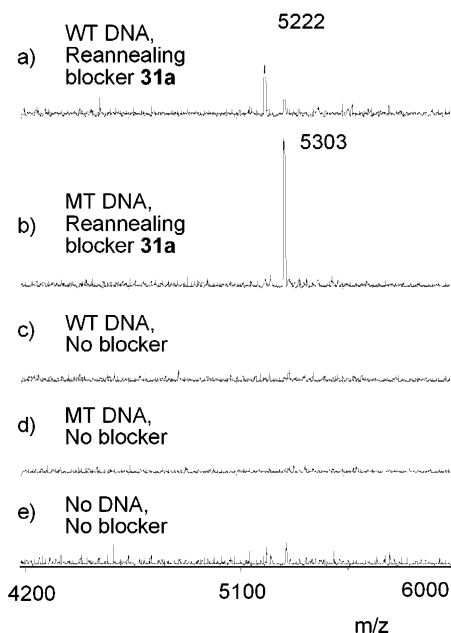 5222
a) WT DNA,
Reannealing
blocker 31a
5303
b) MT DNA,
Reannealing
blocker 31a
c) WT DNA,
No blocker
d) MT DNA,
No blocker
e) No DNA,
No blocker
4200 5100 6000
m/z